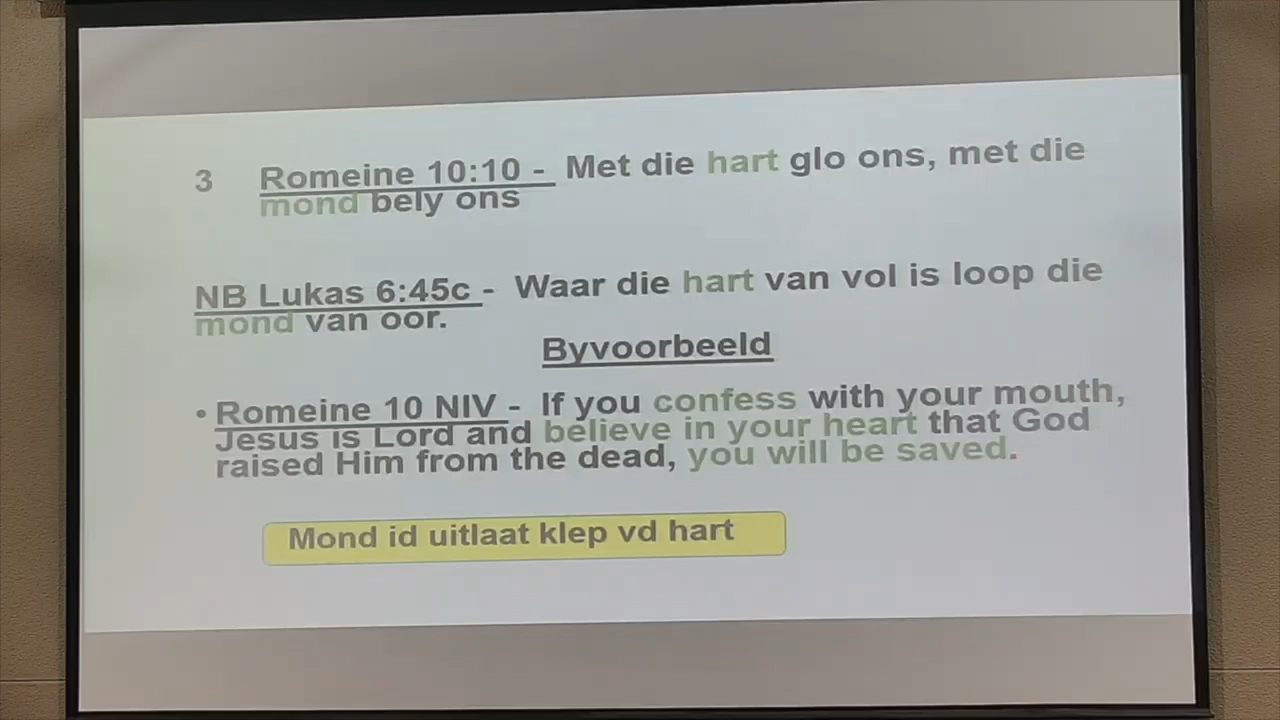 3 Romeine 10:10 - Met die hart glo ons, met die
mond bely ons
NB Lukas 6:45c - Waar die hart van vol is loop die
mond van oor.
Byvoorbeeld
• Romeine 10 NIV - If you confess with your mouth,
Jesus is Lord and believe in your heart that God
raised Him from the dead, you will be saved.
Mond id uitlaat klep vd hart